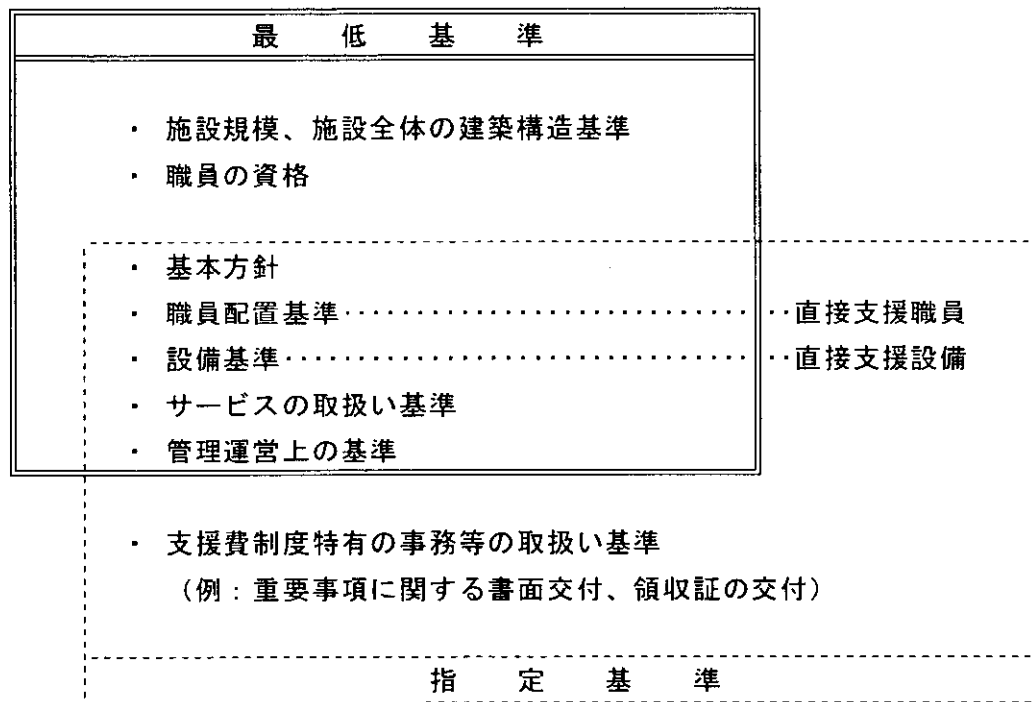 最低基準
・ 施設規模、施設全体の建築構造基準
・ 職員の資格
・ 基本方針
・ 職員配置基準‥‥‥‥‥‥‥‥‥‥‥‥‥‥‥直接支援職員
・ 設備基準‥‥‥‥‥‥‥‥‥‥‥‥‥‥‥‥‥直接支援設備
・ サービスの取扱い基準
・ 管理運営上の基準
・ 支援費制度特有の事務等の取扱い基準
（例：重要事項に関する書面交付、領収証の交付）
指定基準